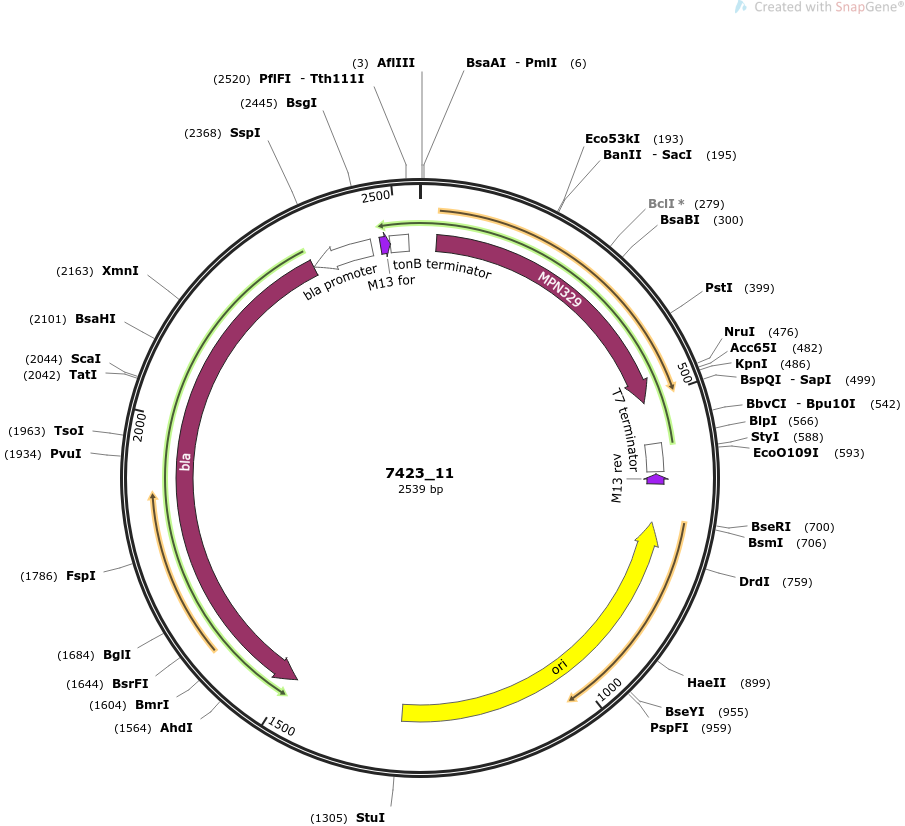 Created with SnapGene®
(3) AflIII
BsaAI - PmlI (6)
(2520) PflFI - Tth111I
(2445) BsgI
(2368) SspI
Eco53kI (193)
BanII - SacI (195)
BclI * (279)
BsaBI (300)
PstI (399)
NruI (476)
Acc65I (482)
KpnI (486)
BspQI - SapI (499)
BbvCI - Bpu10I (542)
BlpI (566)
StyI (588)
EcoO109I (593)
BseRI (700)
BsmI (706)
DrdI (759)
HaeII (899)
BseYI (955)
PspFI (959)
(1305) StuI
(1564) AhdI
(1604) BmrI
(1644) BsrFI
(1684) BglI
(1786) FspI
(1934) PvuI
(1963) TsoI
(2042) TatI
(2044) ScaI
(2101) BsaHI
(2163) XmnI
2500
500
1000
1500
2000
bla promoter
M13 for
tonB terminator
MPN329
T7 terminator
M13 rev
ori
bla
7423_11
2539 bp